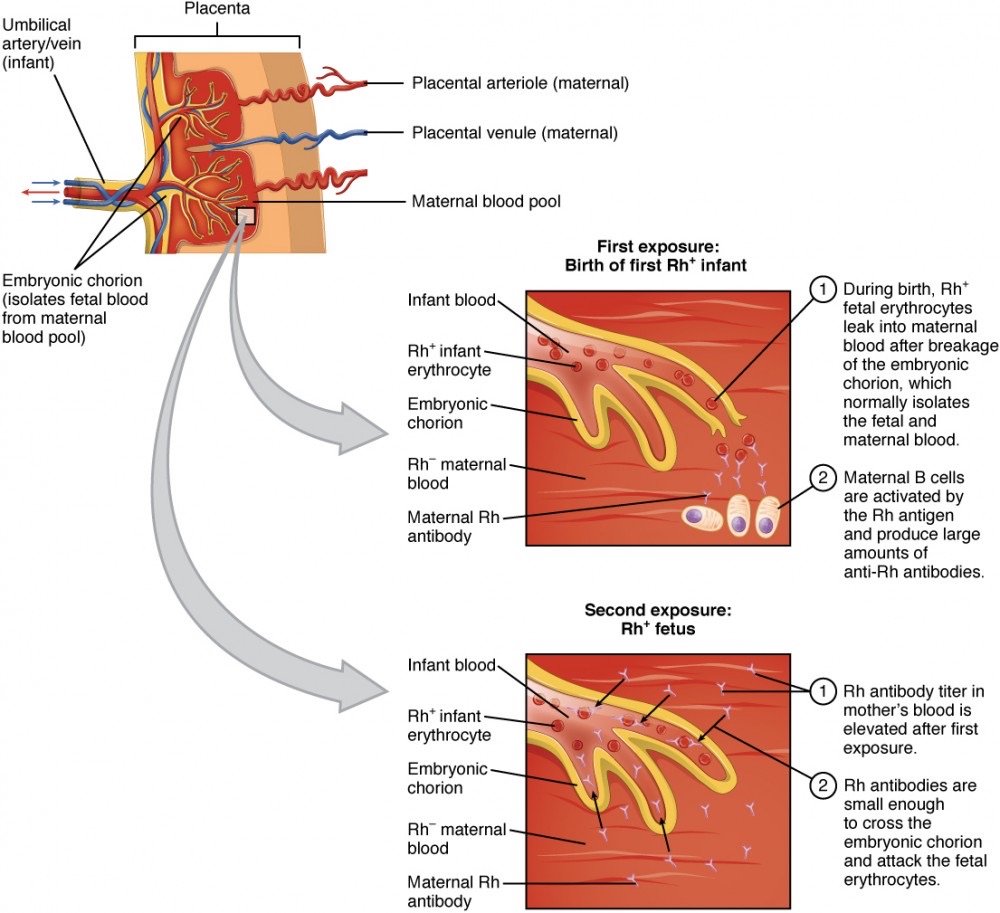 Placenta
Umbilical
artery/vein
(infant)
Placental arteriole (maternal)
Placental venule (maternal)
Maternal blood pool
Embryonic chorion
(isolates fetal blood
from maternal
blood pool)
First exposure:
Birth of first Rh⁺ infant
Infant blood
Rh⁺ infant
erythrocyte
Embryonic
chorion
Rh⁻ maternal
blood
Maternal Rh
antibody
1 During birth, Rh⁺
fetal erythrocytes
leak into maternal
blood after breakage
of the embryonic
chorion, which
normally isolates
the fetal and
maternal blood.
2 Maternal B cells
are activated by
the Rh antigen
and produce large
amounts of
anti-Rh antibodies.
Second exposure:
Rh⁺ fetus
Infant blood
Rh⁺ infant
erythrocyte
Embryonic
chorion
Rh⁻ maternal
blood
Maternal Rh
antibody
1 Rh antibody titer in
mother's blood is
elevated after first
exposure.
2 Rh antibodies are
small enough
to cross the
embryonic chorion
and attack the fetal
erythrocytes.